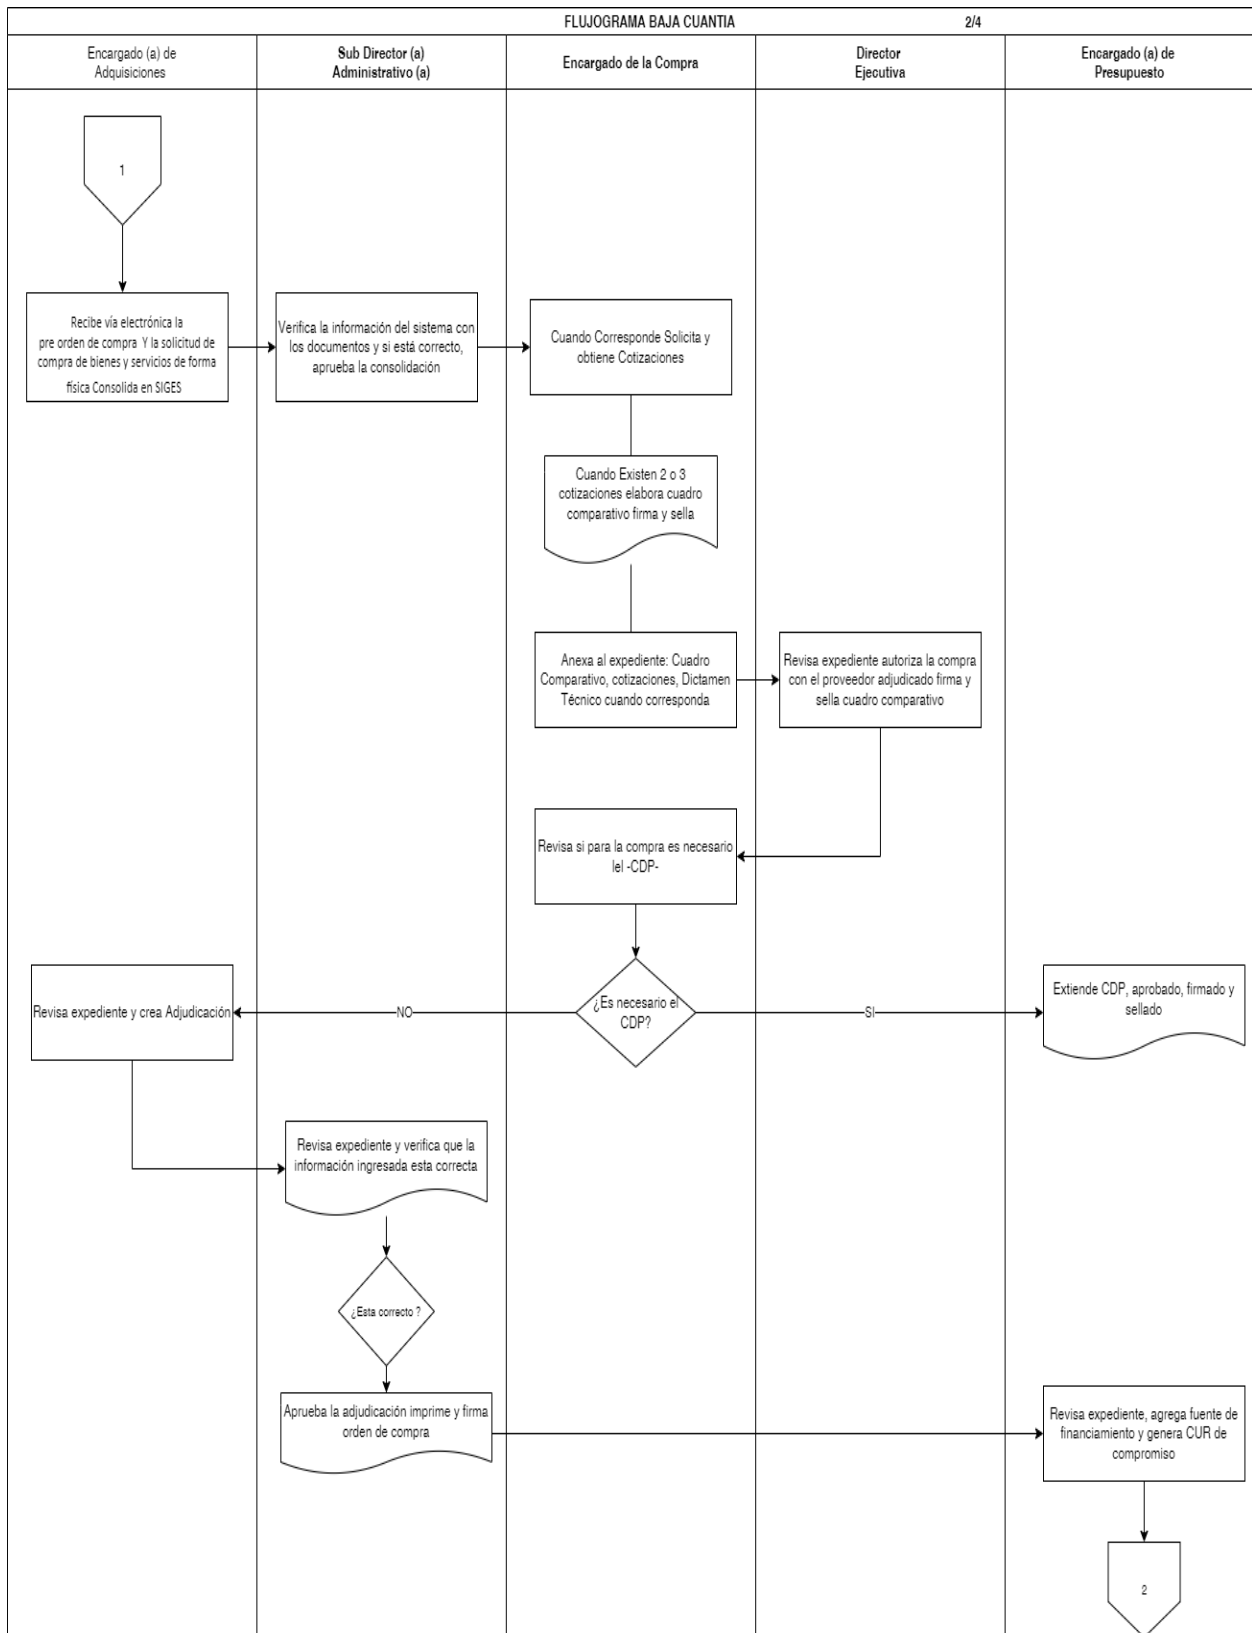 FLUJOGRAMA BAJA CUANTIA 2/4
Encargado (a) de
Adquisiciones
Sub Director (a)
Administrativo (a)
Encargado de la Compra
Director
Ejecutiva
Encargado (a) de
Presupuesto
1
Recibe vía electrónica la
pre orden de compra Y la solicitud de
compra de bienes y servicios de forma
física Consolida en SIGES
Verifica la información del sistema con
los documentos y si está correcto,
aprueba la consolidación
Cuando Corresponde Solicita y
obtiene Cotizaciones
Cuando Existen 2 o 3
cotizaciones elabora cuadro
comparativo firma y sella
Anexa al expediente: Cuadro
Comparativo, cotizaciones, Dictamen
Técnico cuando corresponda
Revisa expediente autoriza la compra
con el proveedor adjudicado firma y
sella cuadro comparativo
Revisa si para la compra es necesario
lel -CDP-
Revisa expediente y crea Adjudicación
NO
¿Es necesario el
CDP?
SI
Extiende CDP, aprobado, firmado y
sellado
Revisa expediente y verifica que la
información ingresada esta correcta
¿Esta correcto ?
Aprueba la adjudicación imprime y firma
orden de compra
Revisa expediente, agrega fuente de
financiamiento y genera CUR de
compromiso
2